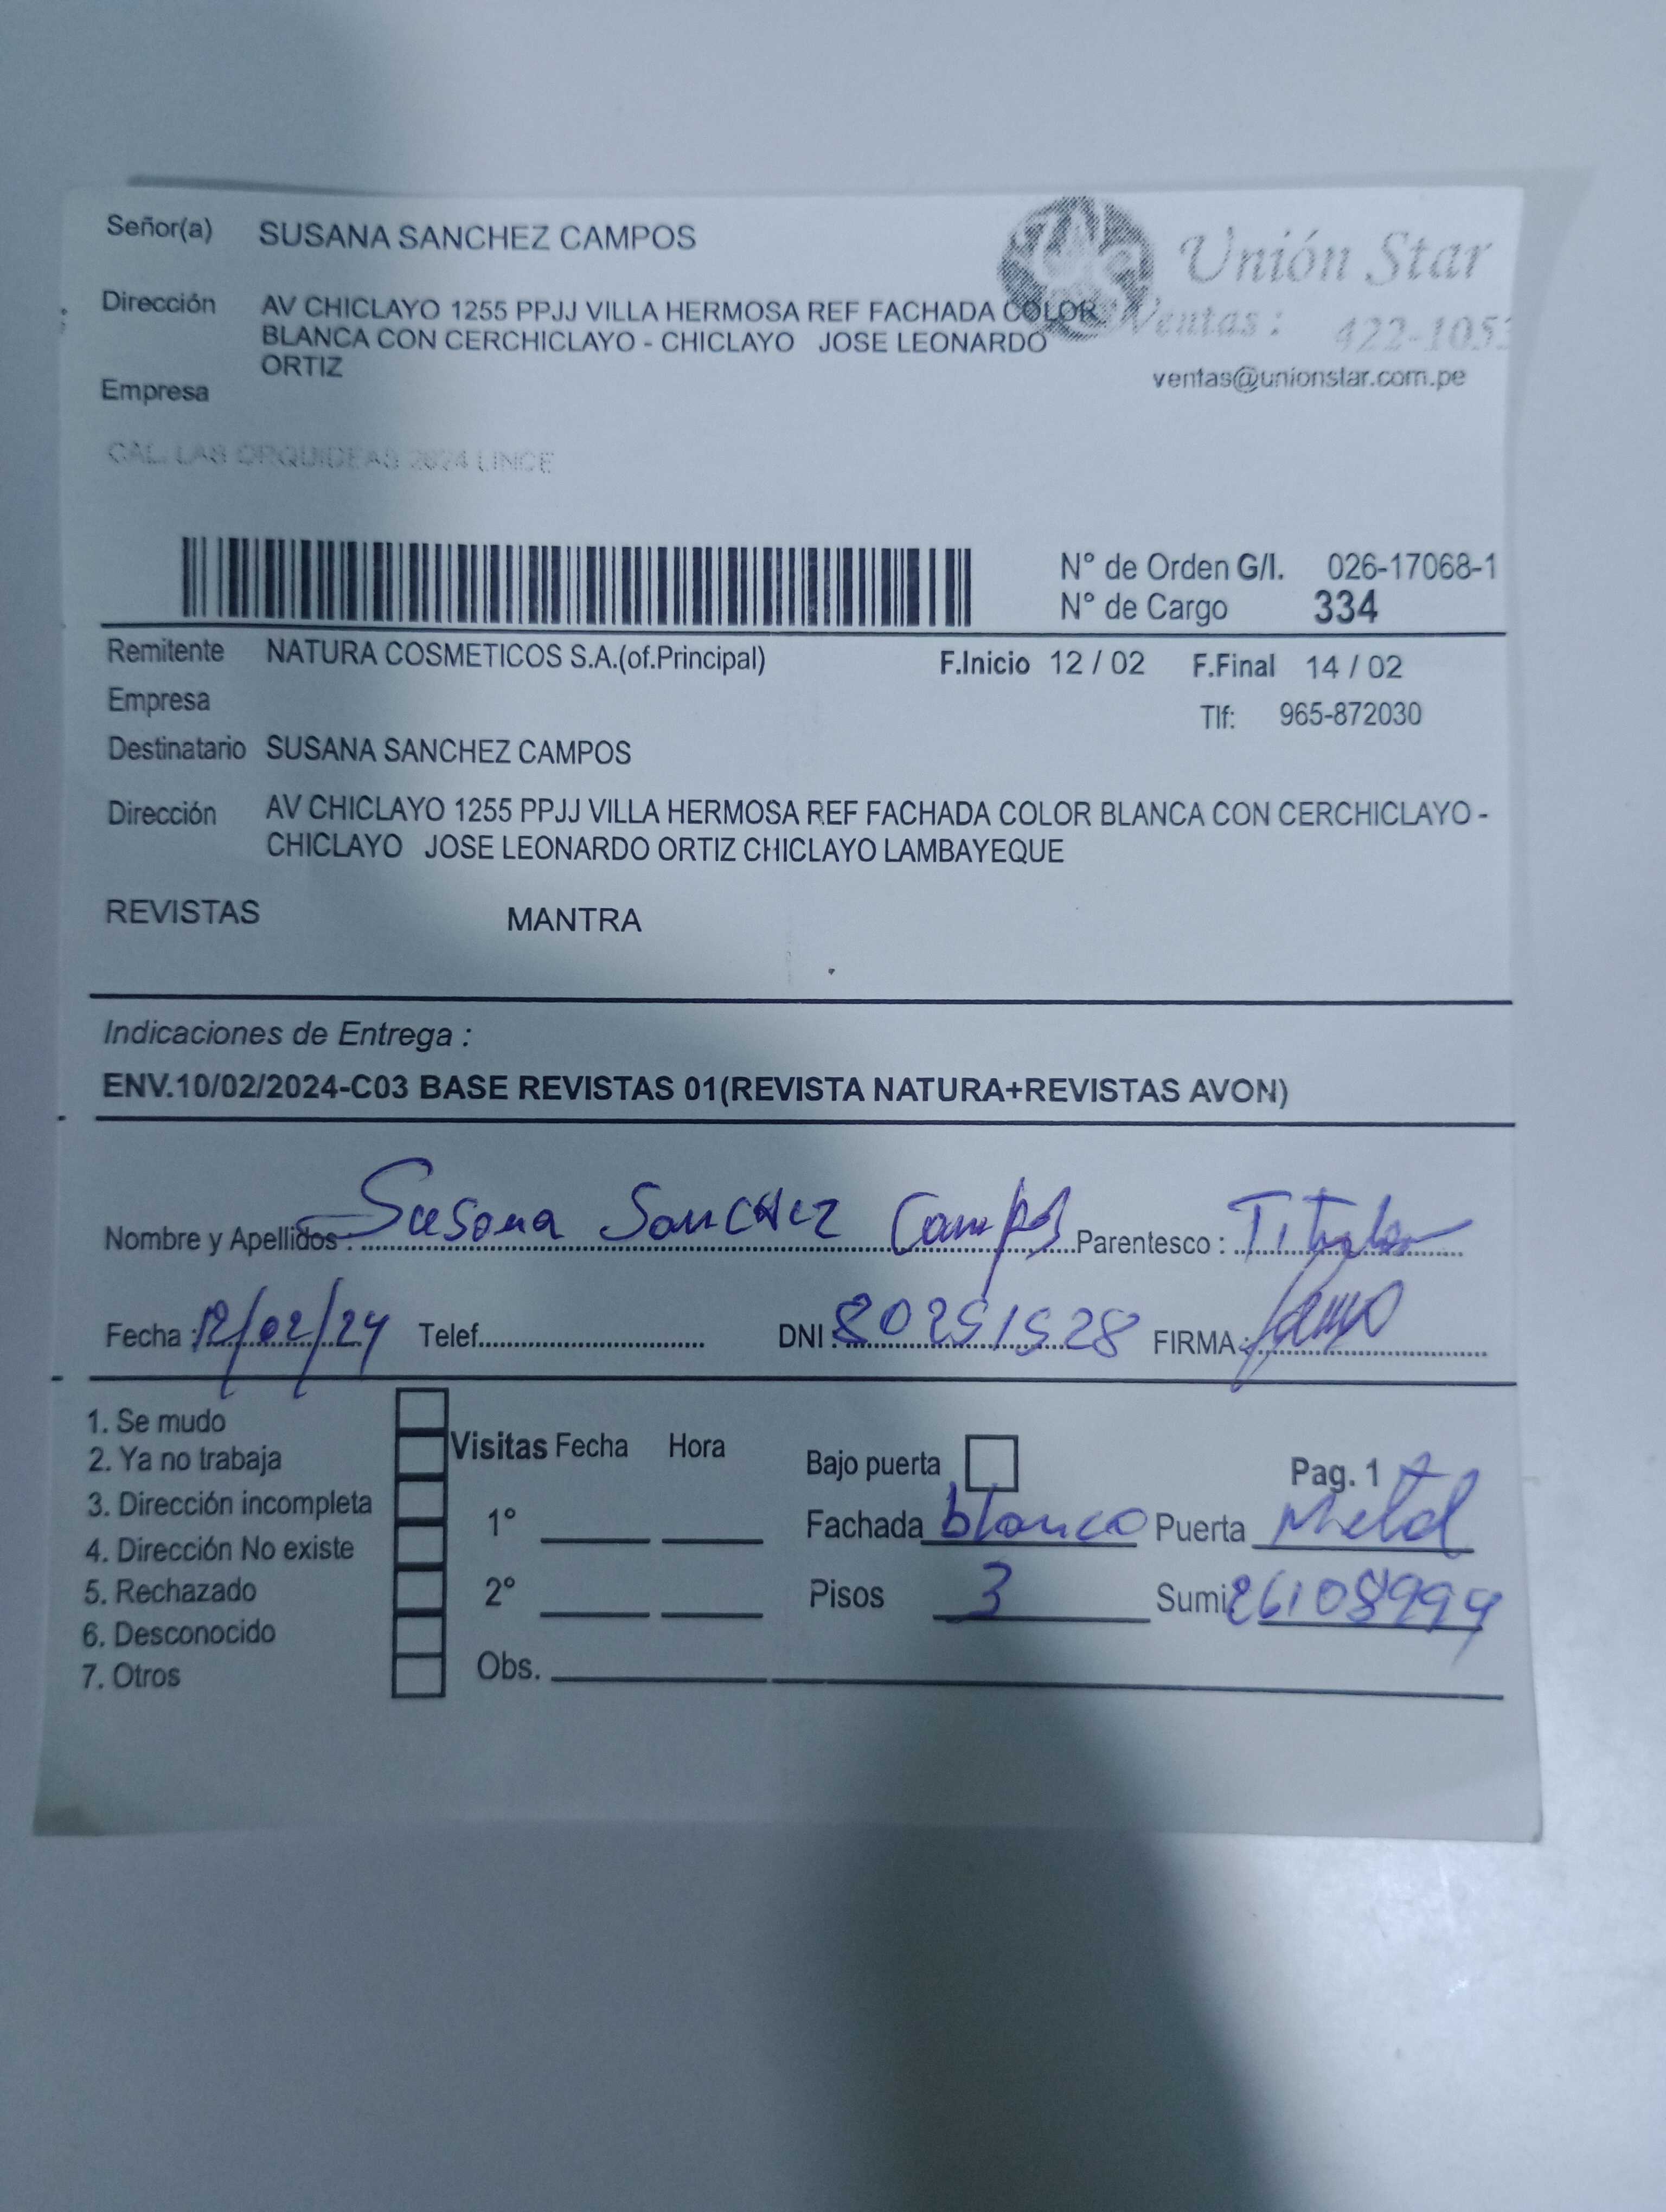 Señor(a) SUSANA SANCHEZ CAMPOS
Unión Star
Dirección AV CHICLAYO 1255 PPJJ VILLA HERMOSA REF FACHADA COLOR
Ventas : 422-1053
BLANCA CON CERCHICLAYO - CHICLAYO JOSE LEONARDO
ORTIZ
ventas@unionstar.com.pe
Empresa
CAL. LAS ORQUIDEAS 2624 LINCE
N° de Orden G/I. 026-17068-1
N° de Cargo 334
Remitente NATURA COSMETICOS S.A.(of.Principal) F.Inicio 12 / 02 F.Final 14 / 02
Empresa Tlf: 965-872030
Destinatario SUSANA SANCHEZ CAMPOS
Dirección AV CHICLAYO 1255 PPJJ VILLA HERMOSA REF FACHADA COLOR BLANCA CON CERCHICLAYO -
CHICLAYO JOSE LEONARDO ORTIZ CHICLAYO LAMBAYEQUE
REVISTAS MANTRA
Indicaciones de Entrega :
ENV.10/02/2024-C03 BASE REVISTAS 01(REVISTA NATURA+REVISTAS AVON)
Nombre y Apellidos : Susana Sanchez Campos Parentesco : Titular
Fecha : 12/02/24 Telef. DNI : 80251528 FIRMA :
1. Se mudo
2. Ya no trabaja
3. Dirección incompleta
4. Dirección No existe
5. Rechazado
6. Desconocido
7. Otros
Visitas Fecha Hora
1°
2°
Obs.
Bajo puerta Pag. 1
Fachada blanco Puerta Metal
Pisos 3 Sumi 26108999